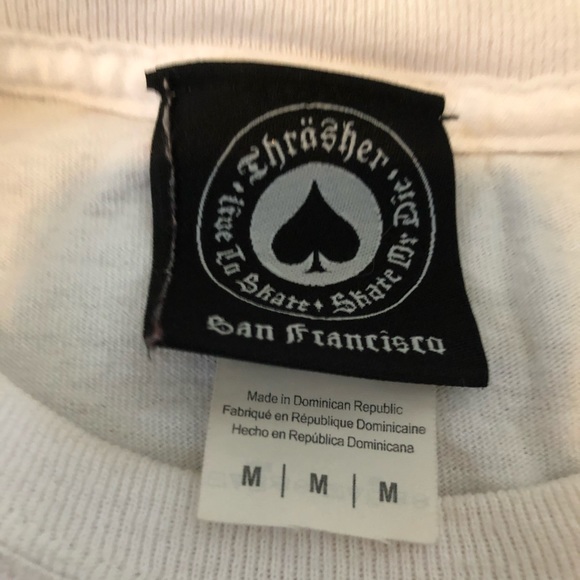 Thräsher
Live To Skate • Skate Or Die
San Francisco
Made in Dominican Republic
Fabriqué en République Dominicaine
Hecho en República Dominicana
M | M | M